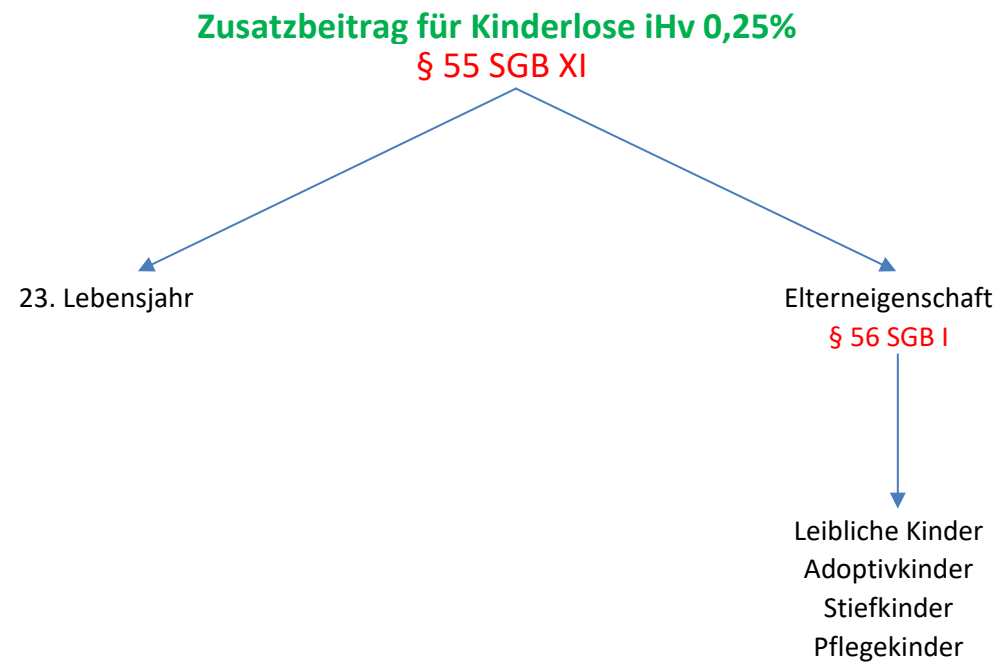 Zusatzbeitrag für Kinderlose iHv 0,25%
§ 55 SGB XI
23. Lebensjahr
Elterneigenschaft
§ 56 SGB I
Leibliche Kinder
Adoptivkinder
Stiefkinder
Pflegekinder